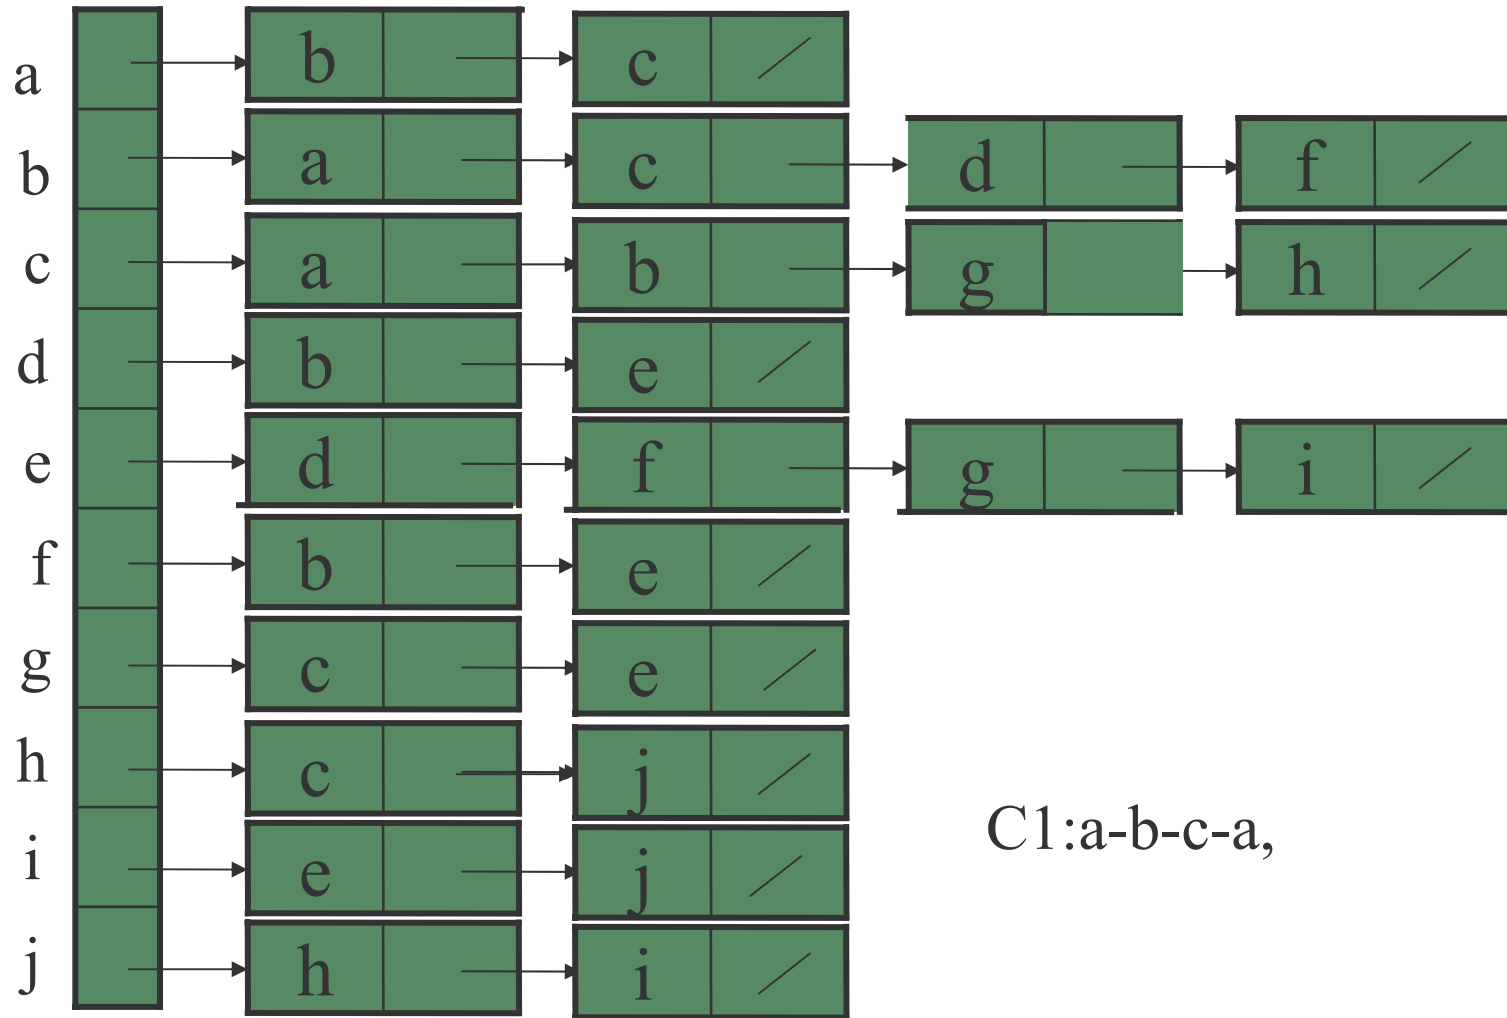 a b c
b a c d f
c a b g h
d b e
e d f g i
f b e
g c e
h c j
i e j
j h i
C1:a-b-c-a,